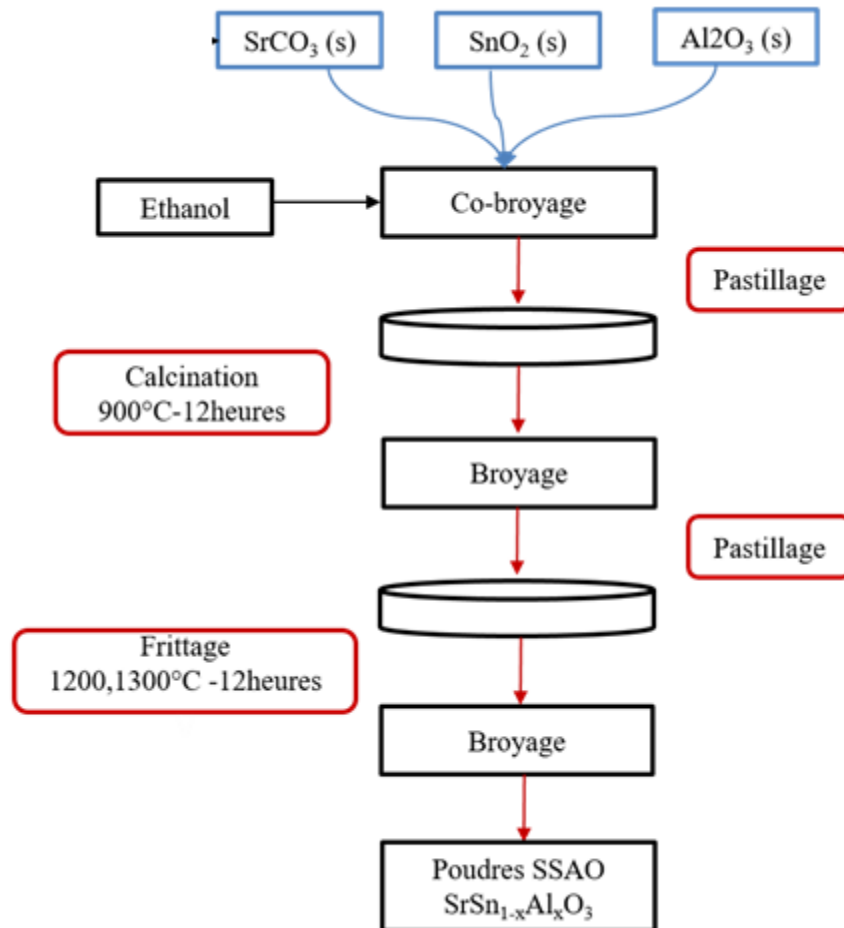 SrCO₃ (s)
SnO₂ (s)
Al2O₃ (s)
Ethanol
Co-broyage
Pastillage
Calcination
900°C-12heures
Broyage
Pastillage
Frittage
1200,1300°C -12heures
Broyage
Poudres SSAO
SrSn₁₋ₓAlₓO₃